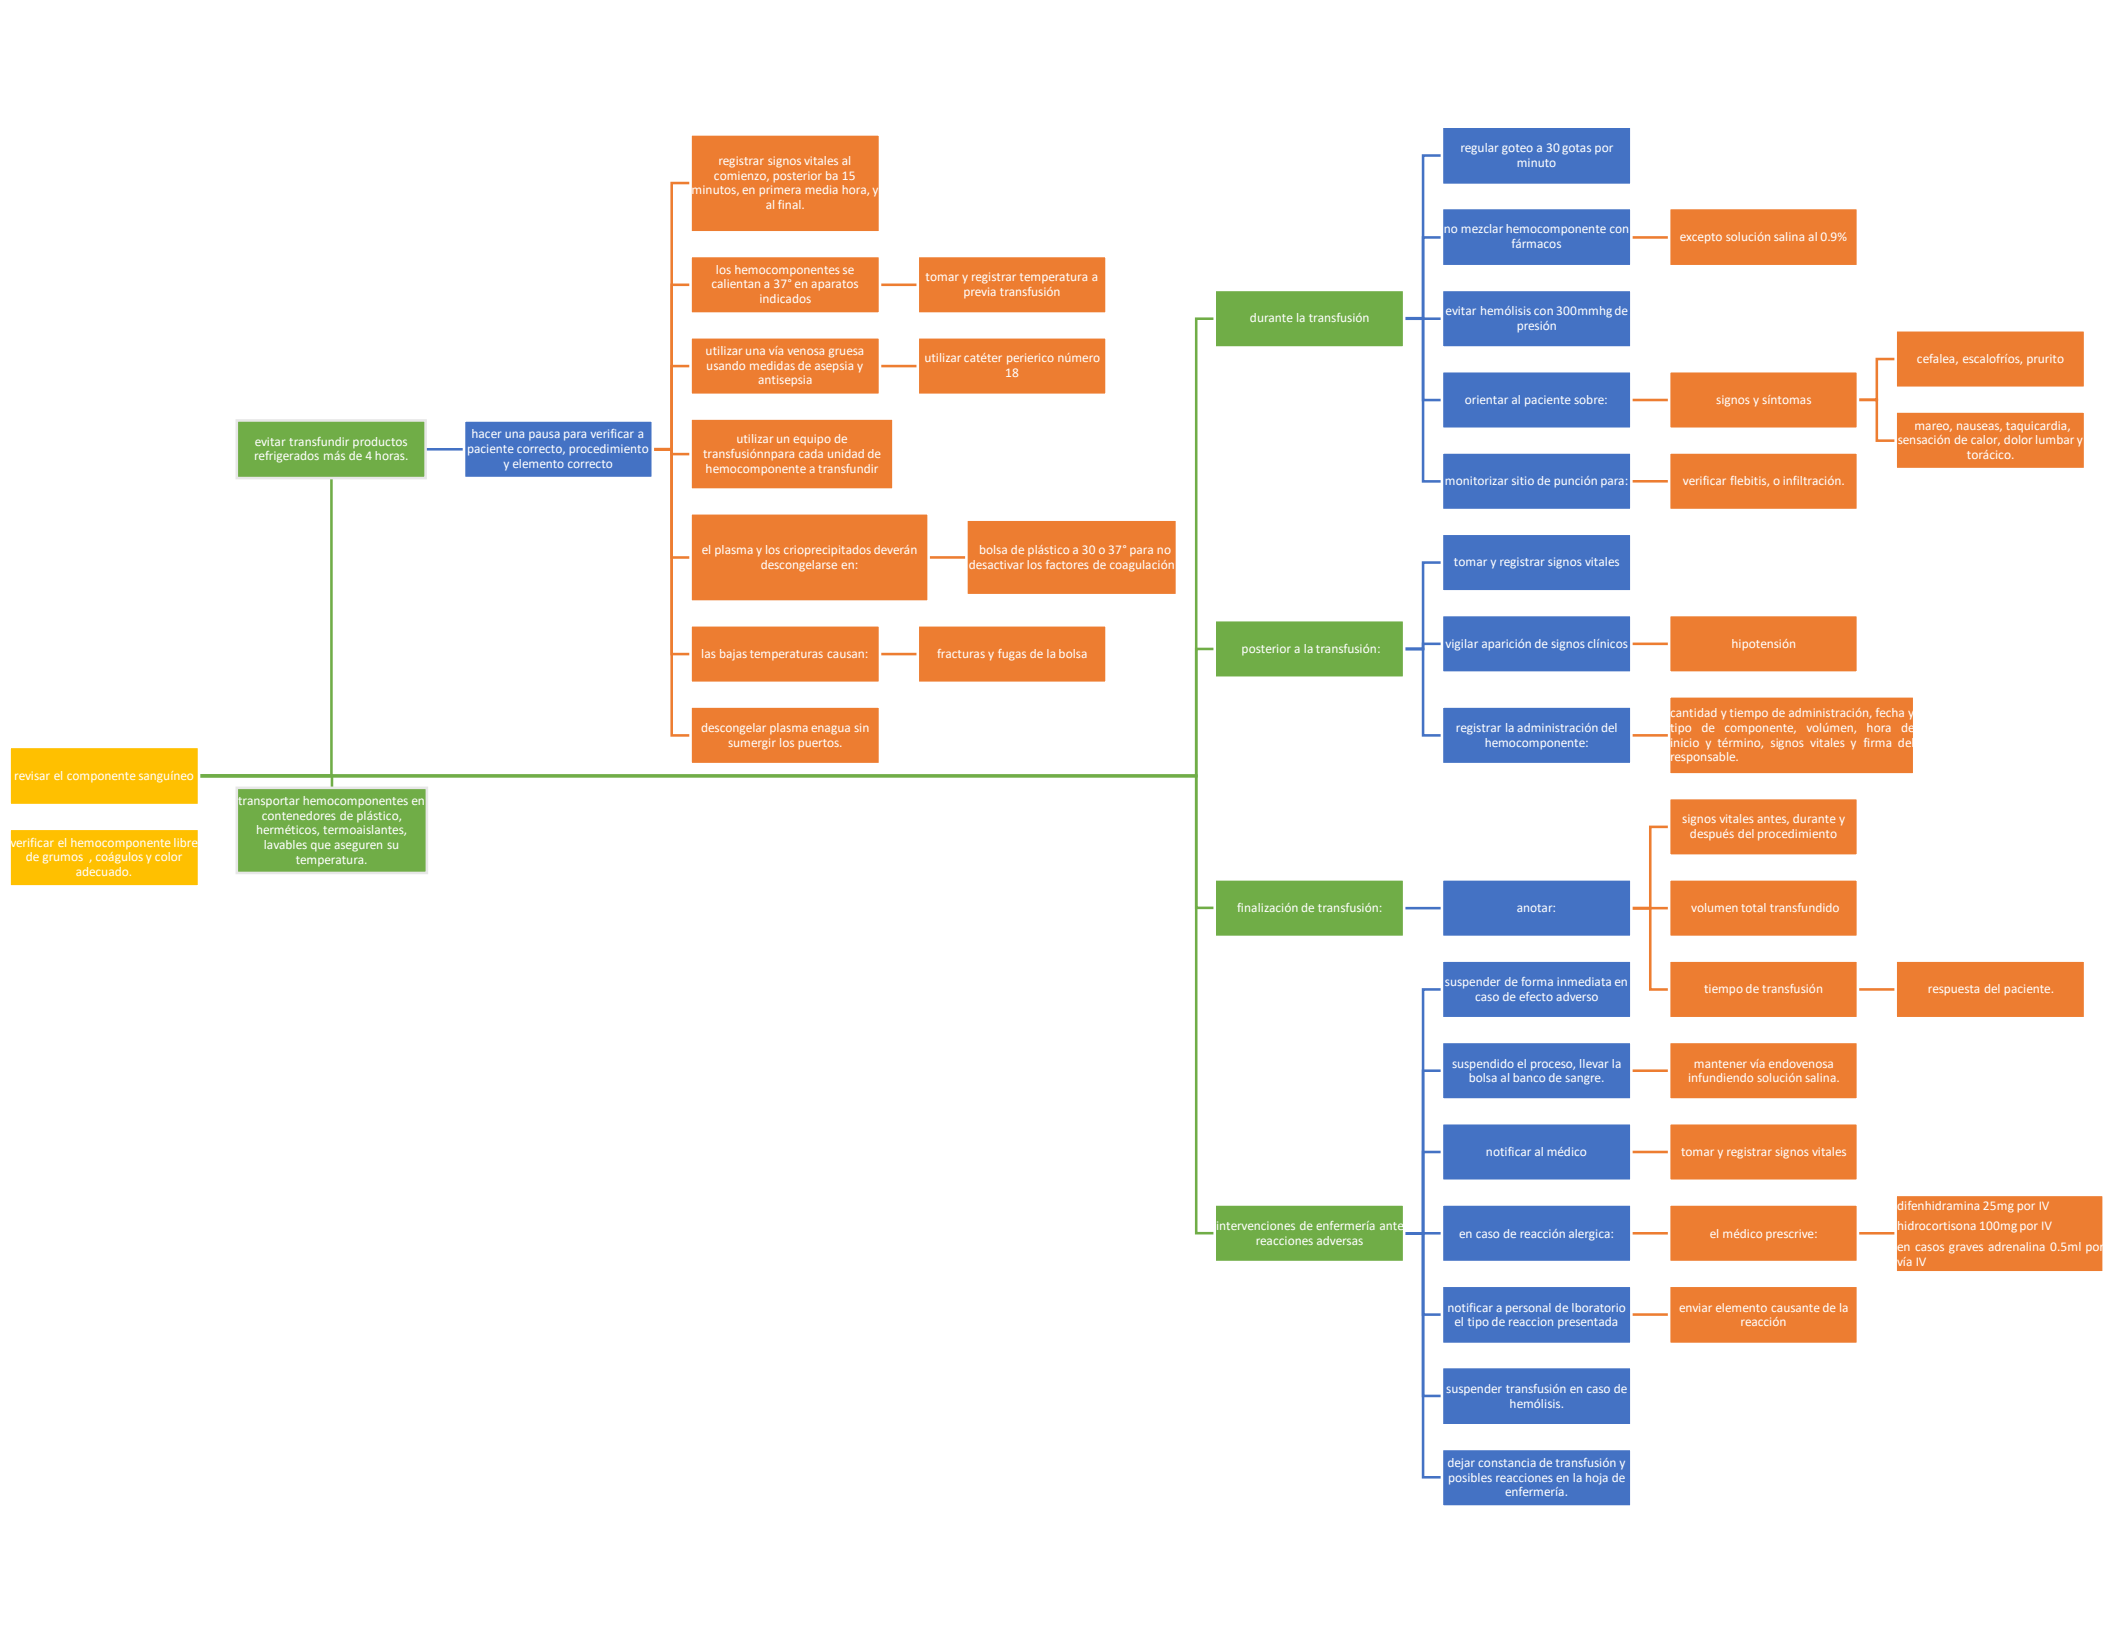 revisar el componente sanguíneo
verificar el hemocomponente libre
de grumos , coágulos y color
adecuado.
evitar transfundir productos
refrigerados más de 4 horas.
transportar hemocomponentes en
contenedores de plástico,
herméticos, termoaislantes,
lavables que aseguren su
temperatura.
hacer una pausa para verificar a
paciente correcto, procedimiento
y elemento correcto
registrar signos vitales al
comienzo, posterior ba 15
minutos, en primera media hora, y
al final.
los hemocomponentes se
calientan a 37° en aparatos
indicados
tomar y registrar temperatura a
previa transfusión
utilizar una vía venosa gruesa
usando medidas de asepsia y
antisepsia
utilizar catéter perierico número
18
utilizar un equipo de
transfusiónnpara cada unidad de
hemocomponente a transfundir
el plasma y los crioprecipitados deverán
descongelarse en:
bolsa de plástico a 30 o 37° para no
desactivar los factores de coagulación
las bajas temperaturas causan:
fracturas y fugas de la bolsa
descongelar plasma enagua sin
sumergir los puertos.
durante la transfusión
regular goteo a 30 gotas por
minuto
no mezclar hemocomponente con
fármacos
excepto solución salina al 0.9%
evitar hemólisis con 300mmhg de
presión
orientar al paciente sobre:
signos y síntomas
cefalea, escalofríos, prurito
mareo, nauseas, taquicardia,
sensación de calor, dolor lumbar y
torácico.
monitorizar sitio de punción para:
verificar flebitis, o infiltración.
posterior a la transfusión:
tomar y registrar signos vitales
vigilar aparición de signos clínicos
hipotensión
registrar la administración del
hemocomponente:
cantidad y tiempo de administración, fecha y
tipo de componente, volúmen, hora de
inicio y término, signos vitales y firma del
responsable.
finalización de transfusión:
anotar:
signos vitales antes, durante y
después del procedimiento
volumen total transfundido
tiempo de transfusión
respuesta del paciente.
intervenciones de enfermería ante
reacciones adversas
suspender de forma inmediata en
caso de efecto adverso
suspendido el proceso, llevar la
bolsa al banco de sangre.
mantener vía endovenosa
infundiendo solución salina.
notificar al médico
tomar y registrar signos vitales
en caso de reacción alergica:
el médico prescrive:
difenhidramina 25mg por IV
hidrocortisona 100mg por IV
en casos graves adrenalina 0.5ml por
vía IV
notificar a personal de lboratorio
el tipo de reaccion presentada
enviar elemento causante de la
reacción
suspender transfusión en caso de
hemólisis.
dejar constancia de transfusión y
posibles reacciones en la hoja de
enfermería.